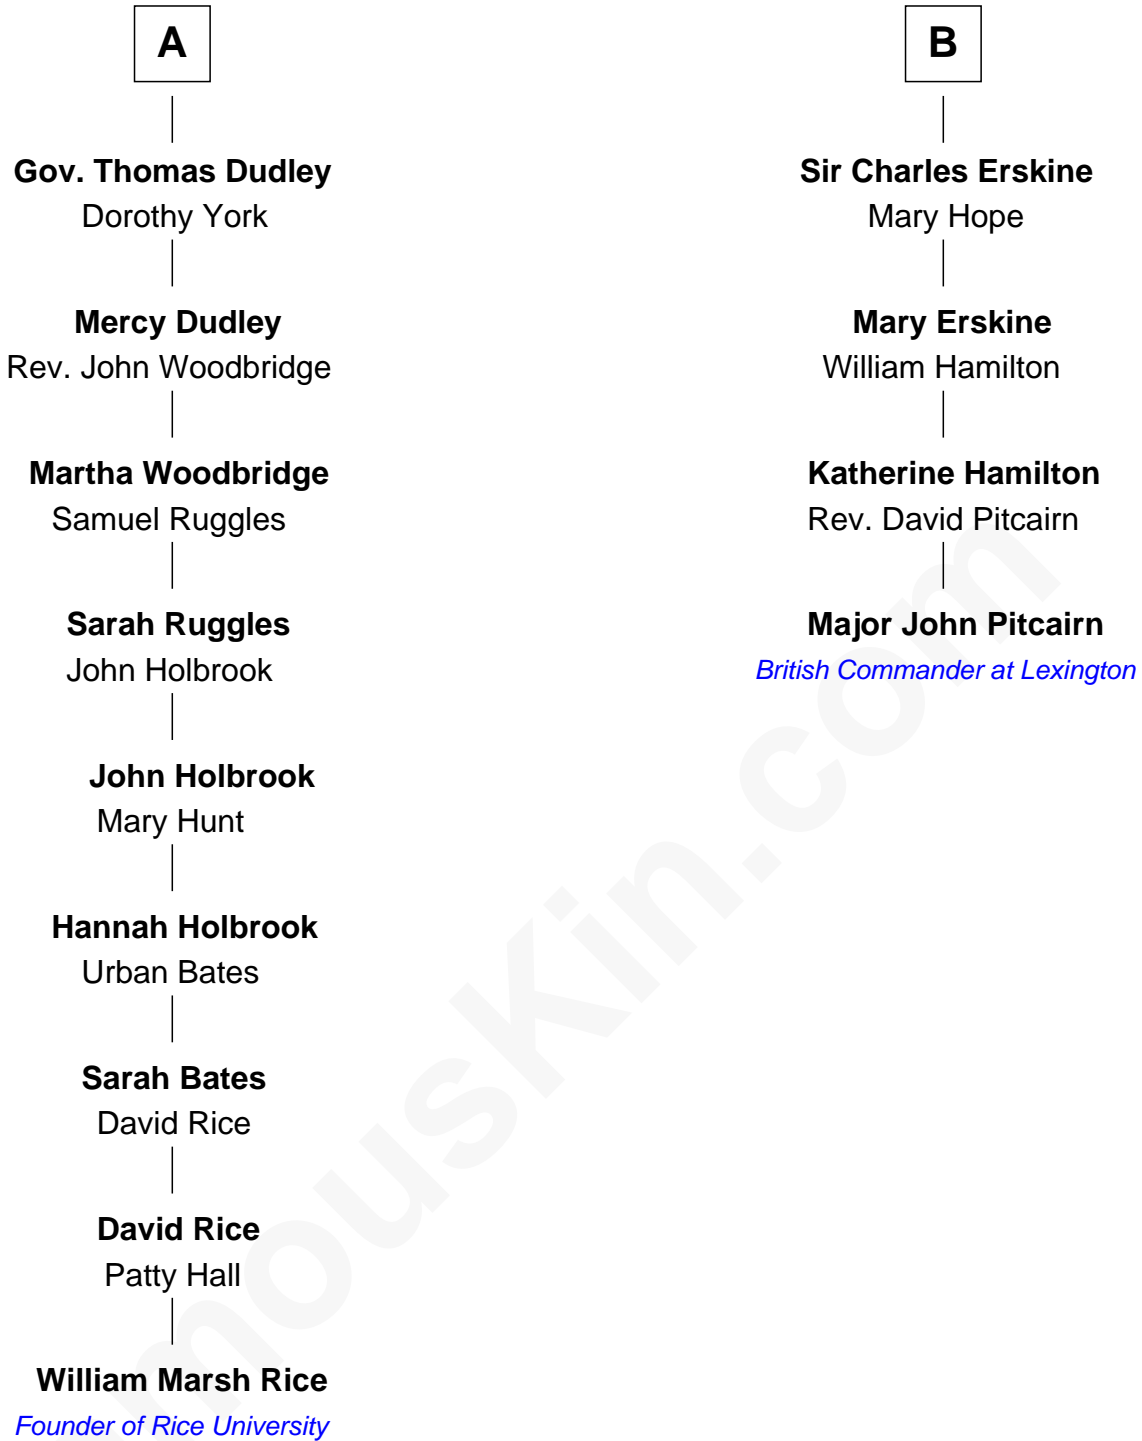 A
Gov. Thomas Dudley
Dorothy York
Mercy Dudley
Rev. John Woodbridge
Martha Woodbridge
Samuel Ruggles
Sarah Ruggles
John Holbrook
John Holbrook
Mary Hunt
Hannah Holbrook
Urban Bates
Sarah Bates
David Rice
David Rice
Patty Hall
William Marsh Rice
Founder of Rice University
B
Sir Charles Erskine
Mary Hope
Mary Erskine
William Hamilton
Katherine Hamilton
Rev. David Pitcairn
Major John Pitcairn
British Commander at Lexington
mousKin.com